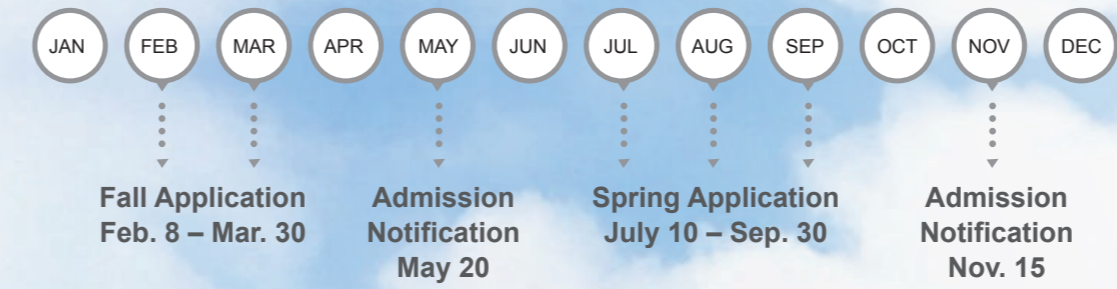 JAN FEB MAR APR MAY JUN JUL AUG SEP OCT NOV DEC
Fall Application
Feb. 8 – Mar. 30
Admission
Notification
May 20
Spring Application
July 10 – Sep. 30
Admission
Notification
Nov. 15